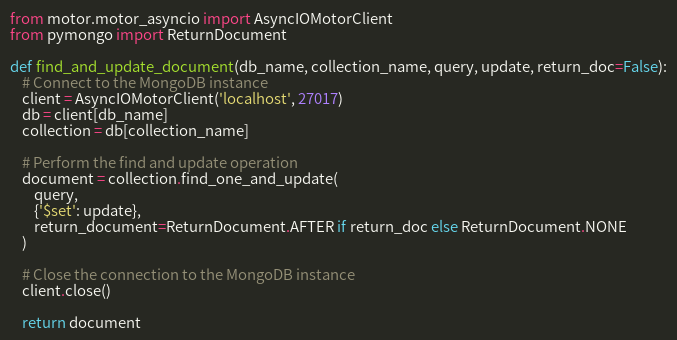 from motor.motor_asyncio import AsyncIOMotorClient
from pymongo import ReturnDocument

def find_and_update_document(db_name, collection_name, query, update, return_doc=False):
    # Connect to the MongoDB instance
    client = AsyncIOMotorClient('localhost', 27017)
    db = client[db_name]
    collection = db[collection_name]

    # Perform the find and update operation
    document = collection.find_one_and_update(
        query,
        {'$set': update},
        return_document=ReturnDocument.AFTER if return_doc else ReturnDocument.NONE
    )

    # Close the connection to the MongoDB instance
    client.close()

    return document